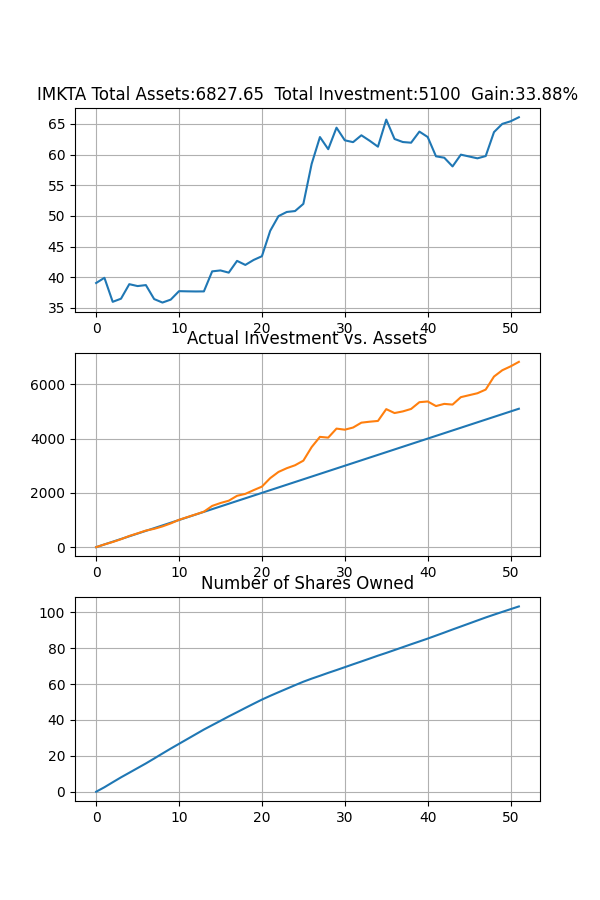 IMKTA Total Assets:6827.65  Total Investment:5100  Gain:33.88%
65
60
55
50
45
40
35
0 10 20 30 40 50
Actual Investment vs. Assets
6000
4000
2000
0
0 10 20 30 40 50
Number of Shares Owned
100
80
60
40
20
0
0 10 20 30 40 50